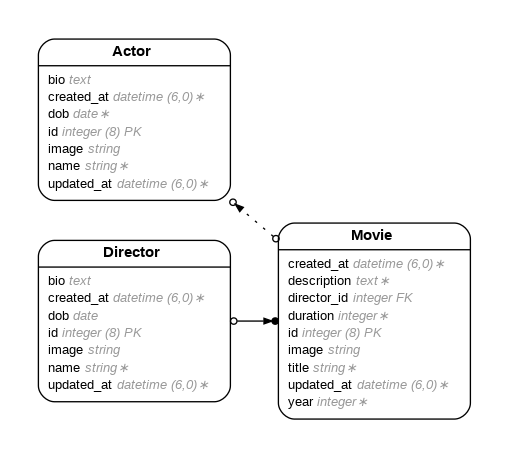 Actor
bio text
created_at datetime (6,0)∗
dob date∗
id integer (8) PK
image string
name string∗
updated_at datetime (6,0)∗
Director
bio text
created_at datetime (6,0)∗
dob date
id integer (8) PK
image string
name string∗
updated_at datetime (6,0)∗
Movie
created_at datetime (6,0)∗
description text∗
director_id integer FK
duration integer∗
id integer (8) PK
image string
title string∗
updated_at datetime (6,0)∗
year integer∗